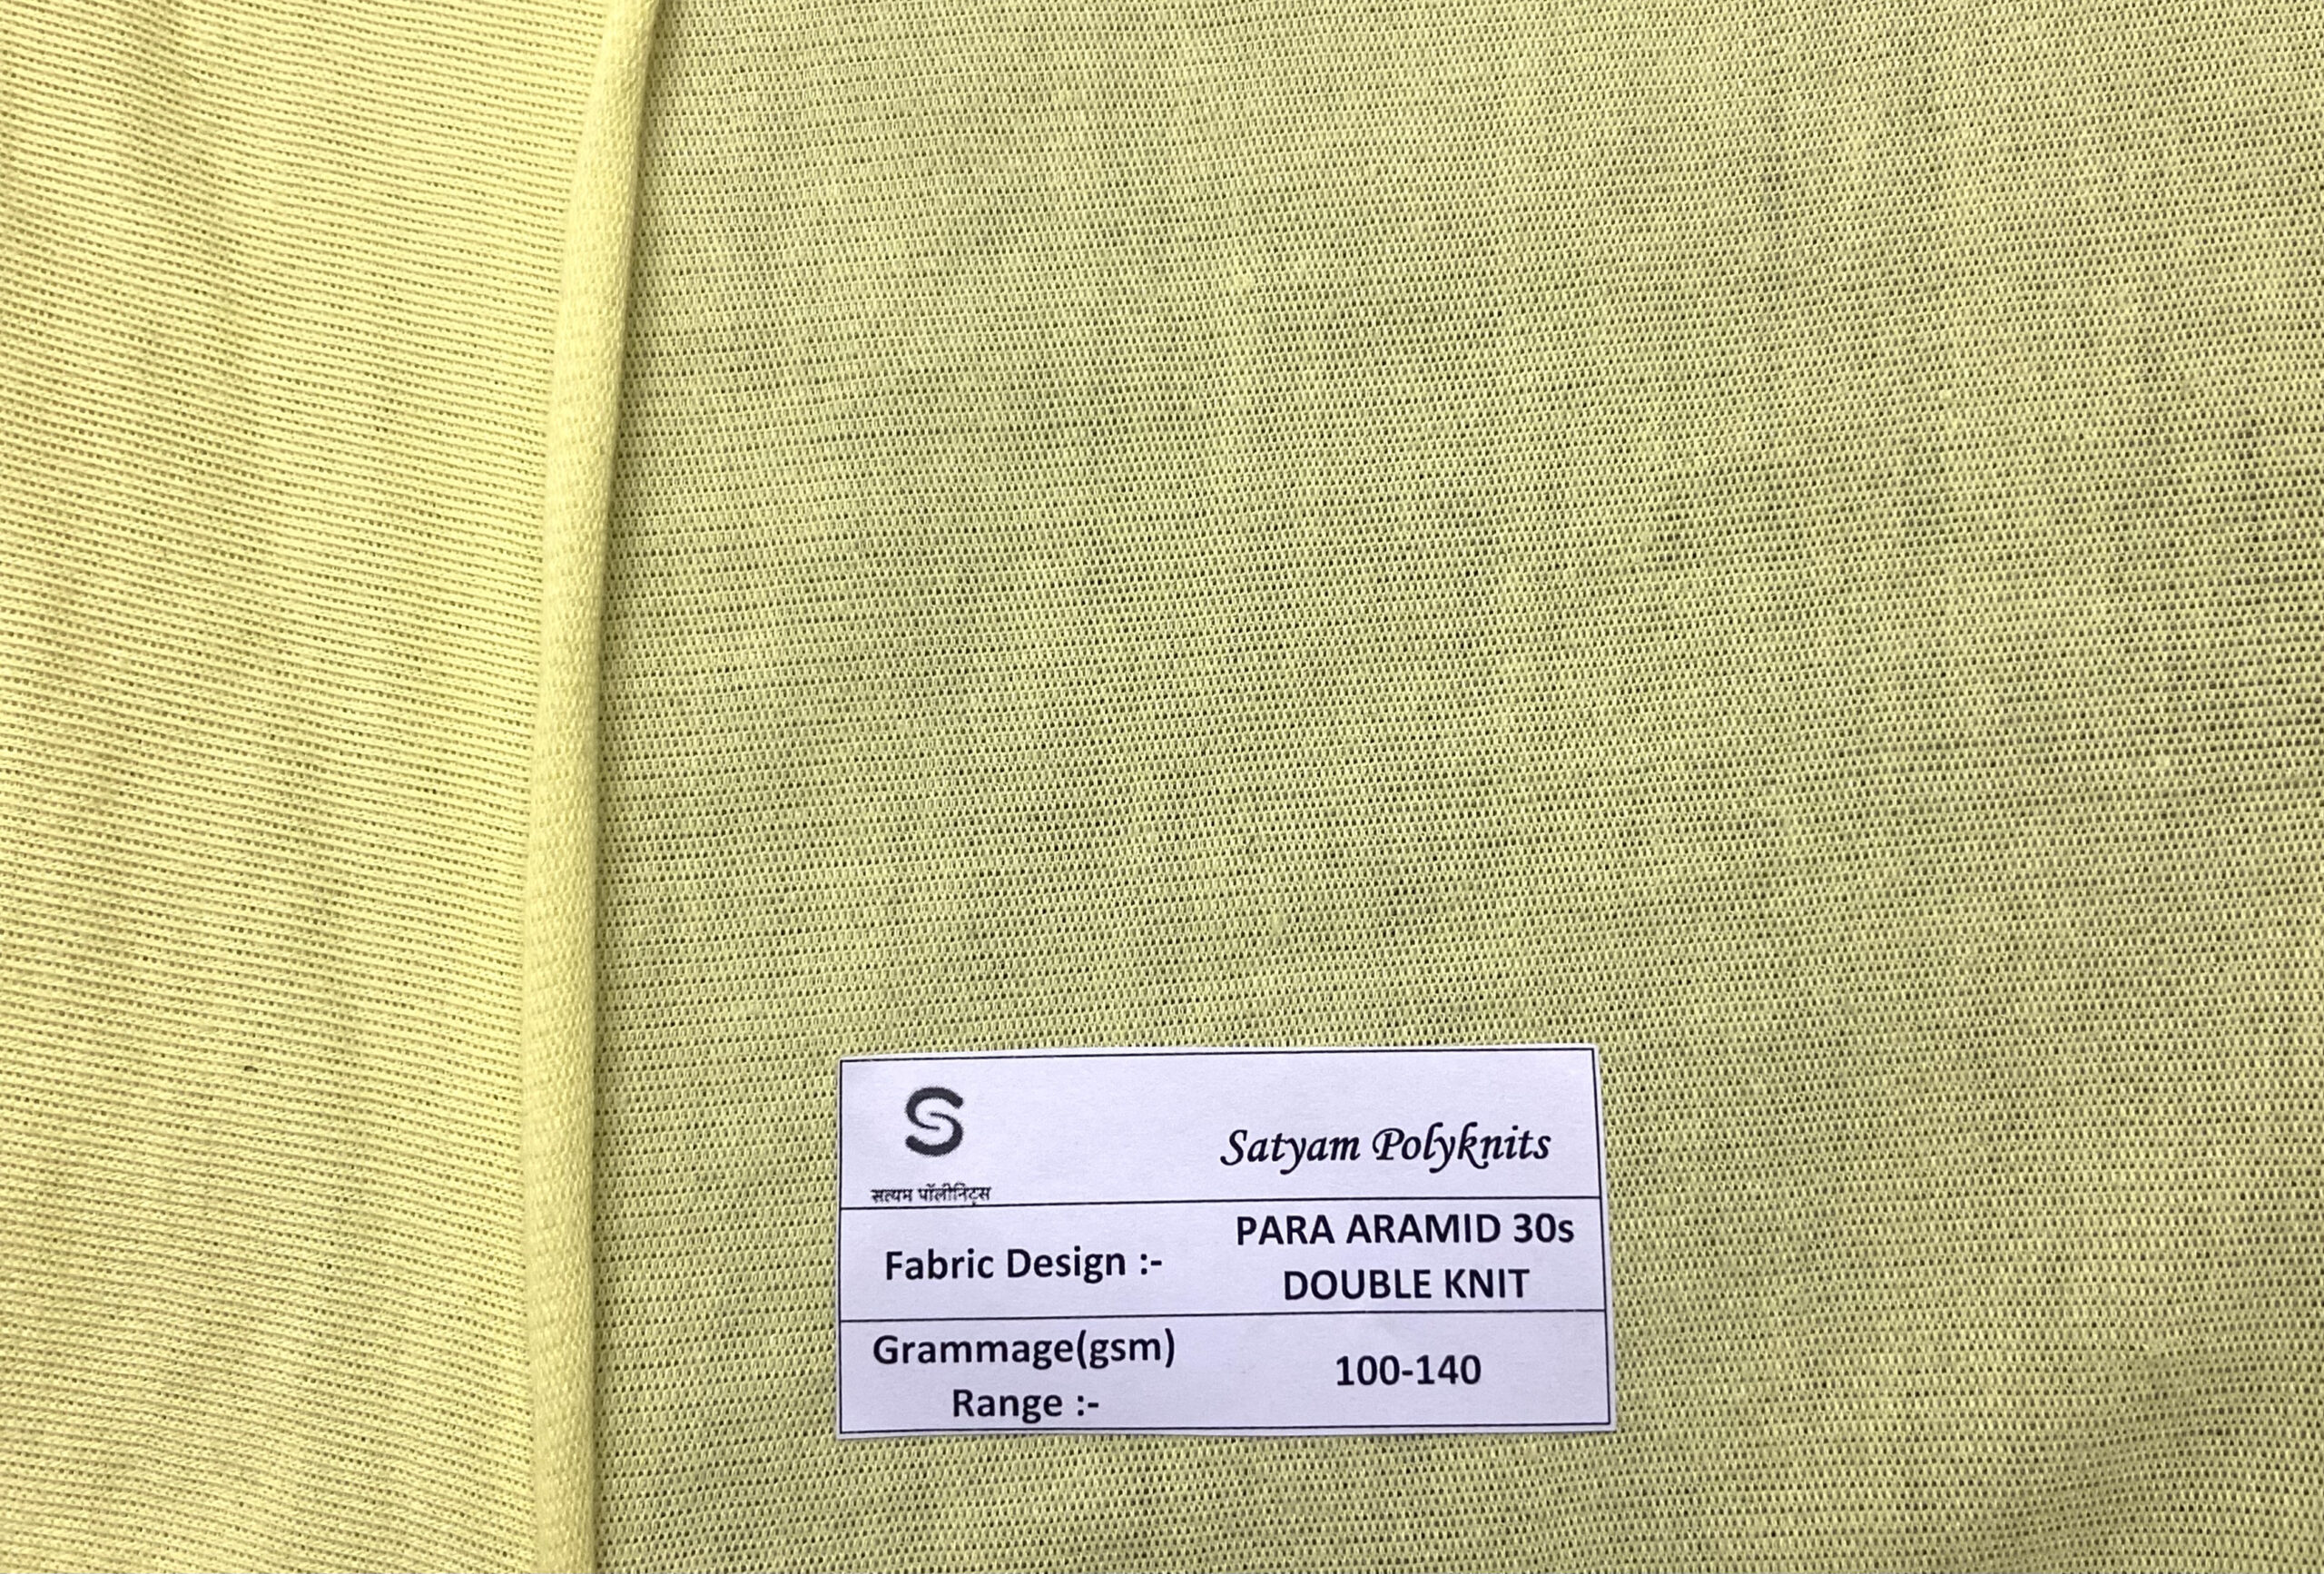 S
सत्यम पॉलीनिट्स
Satyam Polyknits
Fabric Design :-
PARA ARAMID 30s
DOUBLE KNIT
Grammage(gsm)
Range :-
100-140